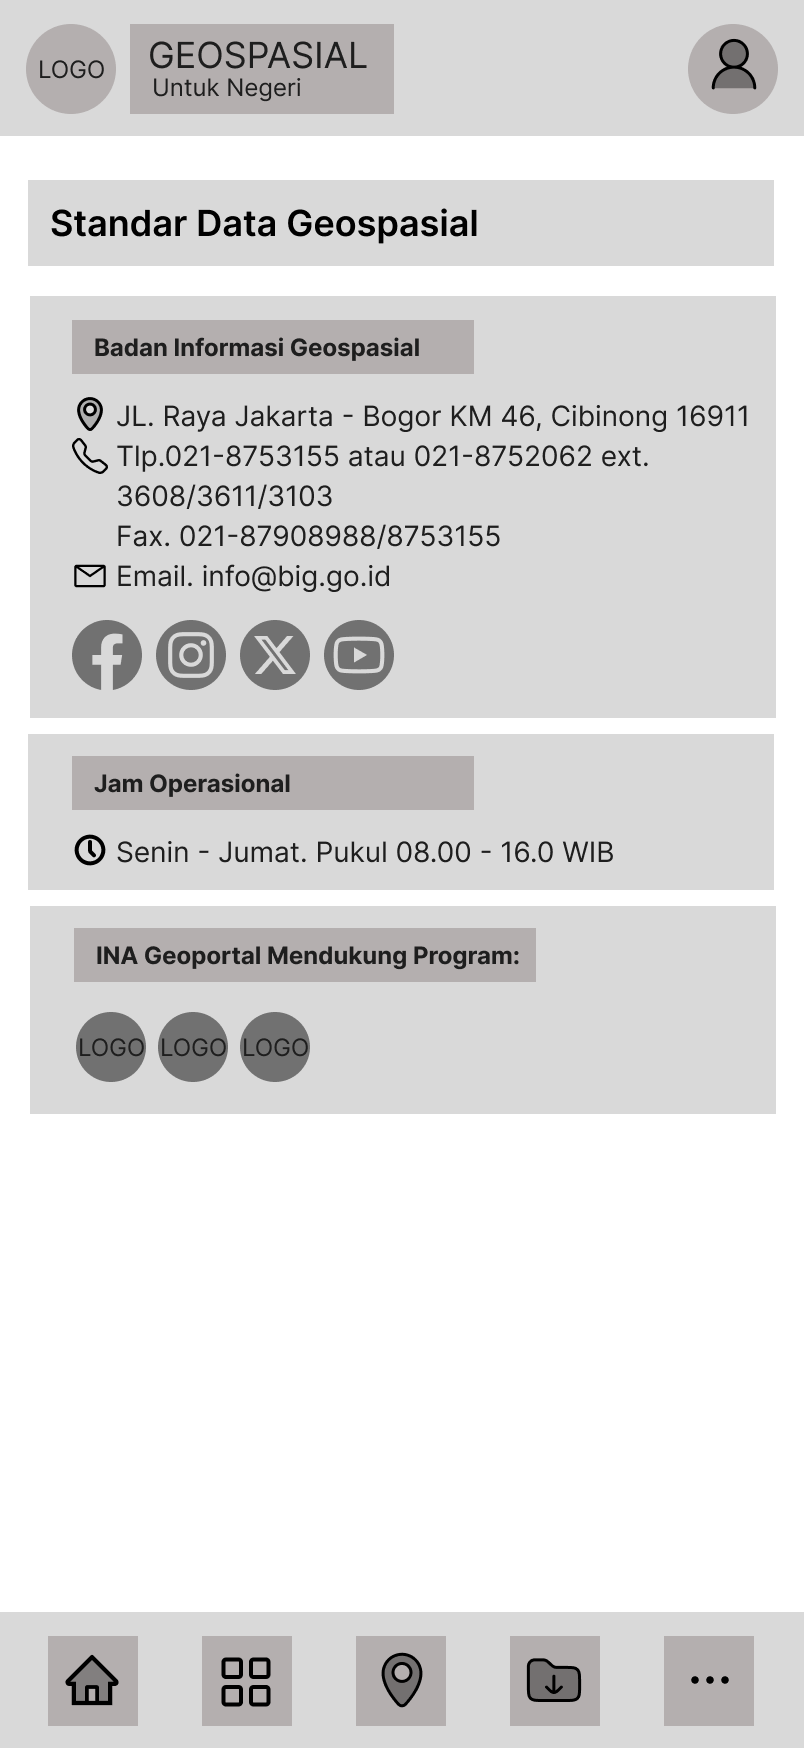 LOGO
GEOSPASIAL
Untuk Negeri
Standar Data Geospasial
Badan Informasi Geospasial
JL. Raya Jakarta - Bogor KM 46, Cibinong 16911
Tlp.021-8753155 atau 021-8752062 ext.
3608/3611/3103
Fax. 021-87908988/8753155
Email. info@big.go.id
Jam Operasional
Senin - Jumat. Pukul 08.00 - 16.0 WIB
INA Geoportal Mendukung Program:
LOGO LOGO LOGO